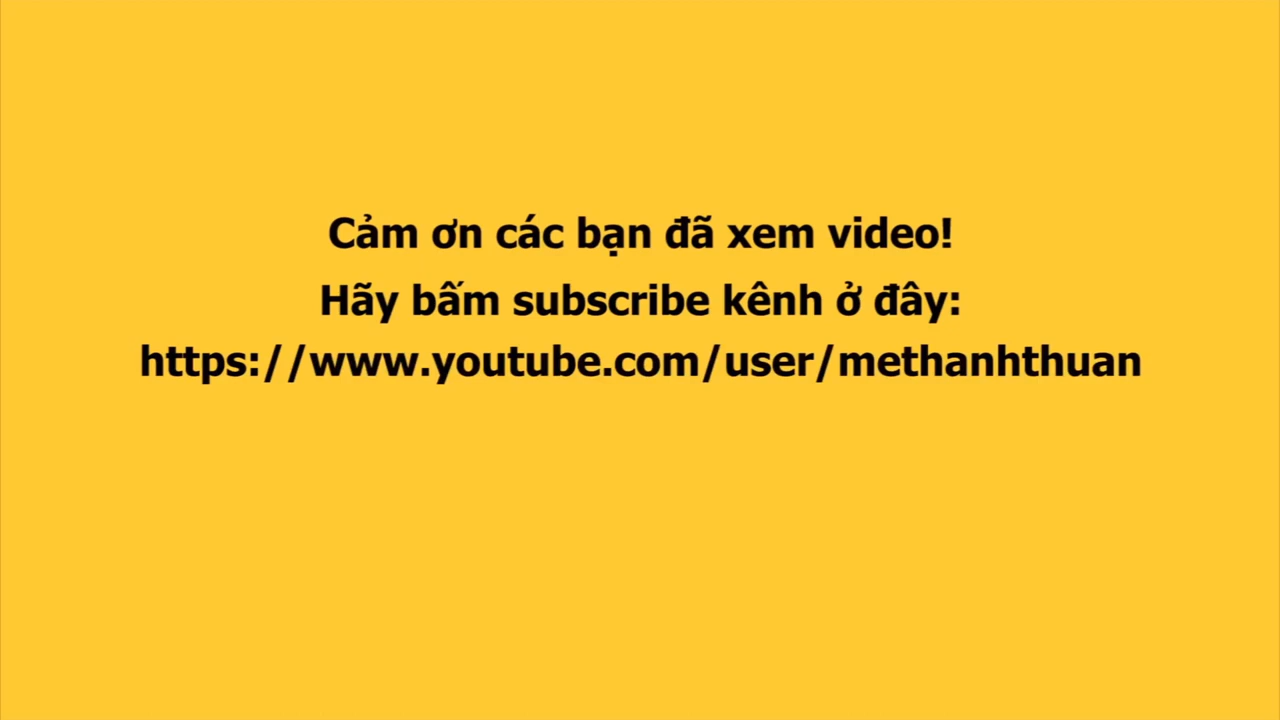 Cảm ơn các bạn đã xem video!
Hãy bấm subscribe kênh ở đây:
https://www.youtube.com/user/methanhthuan